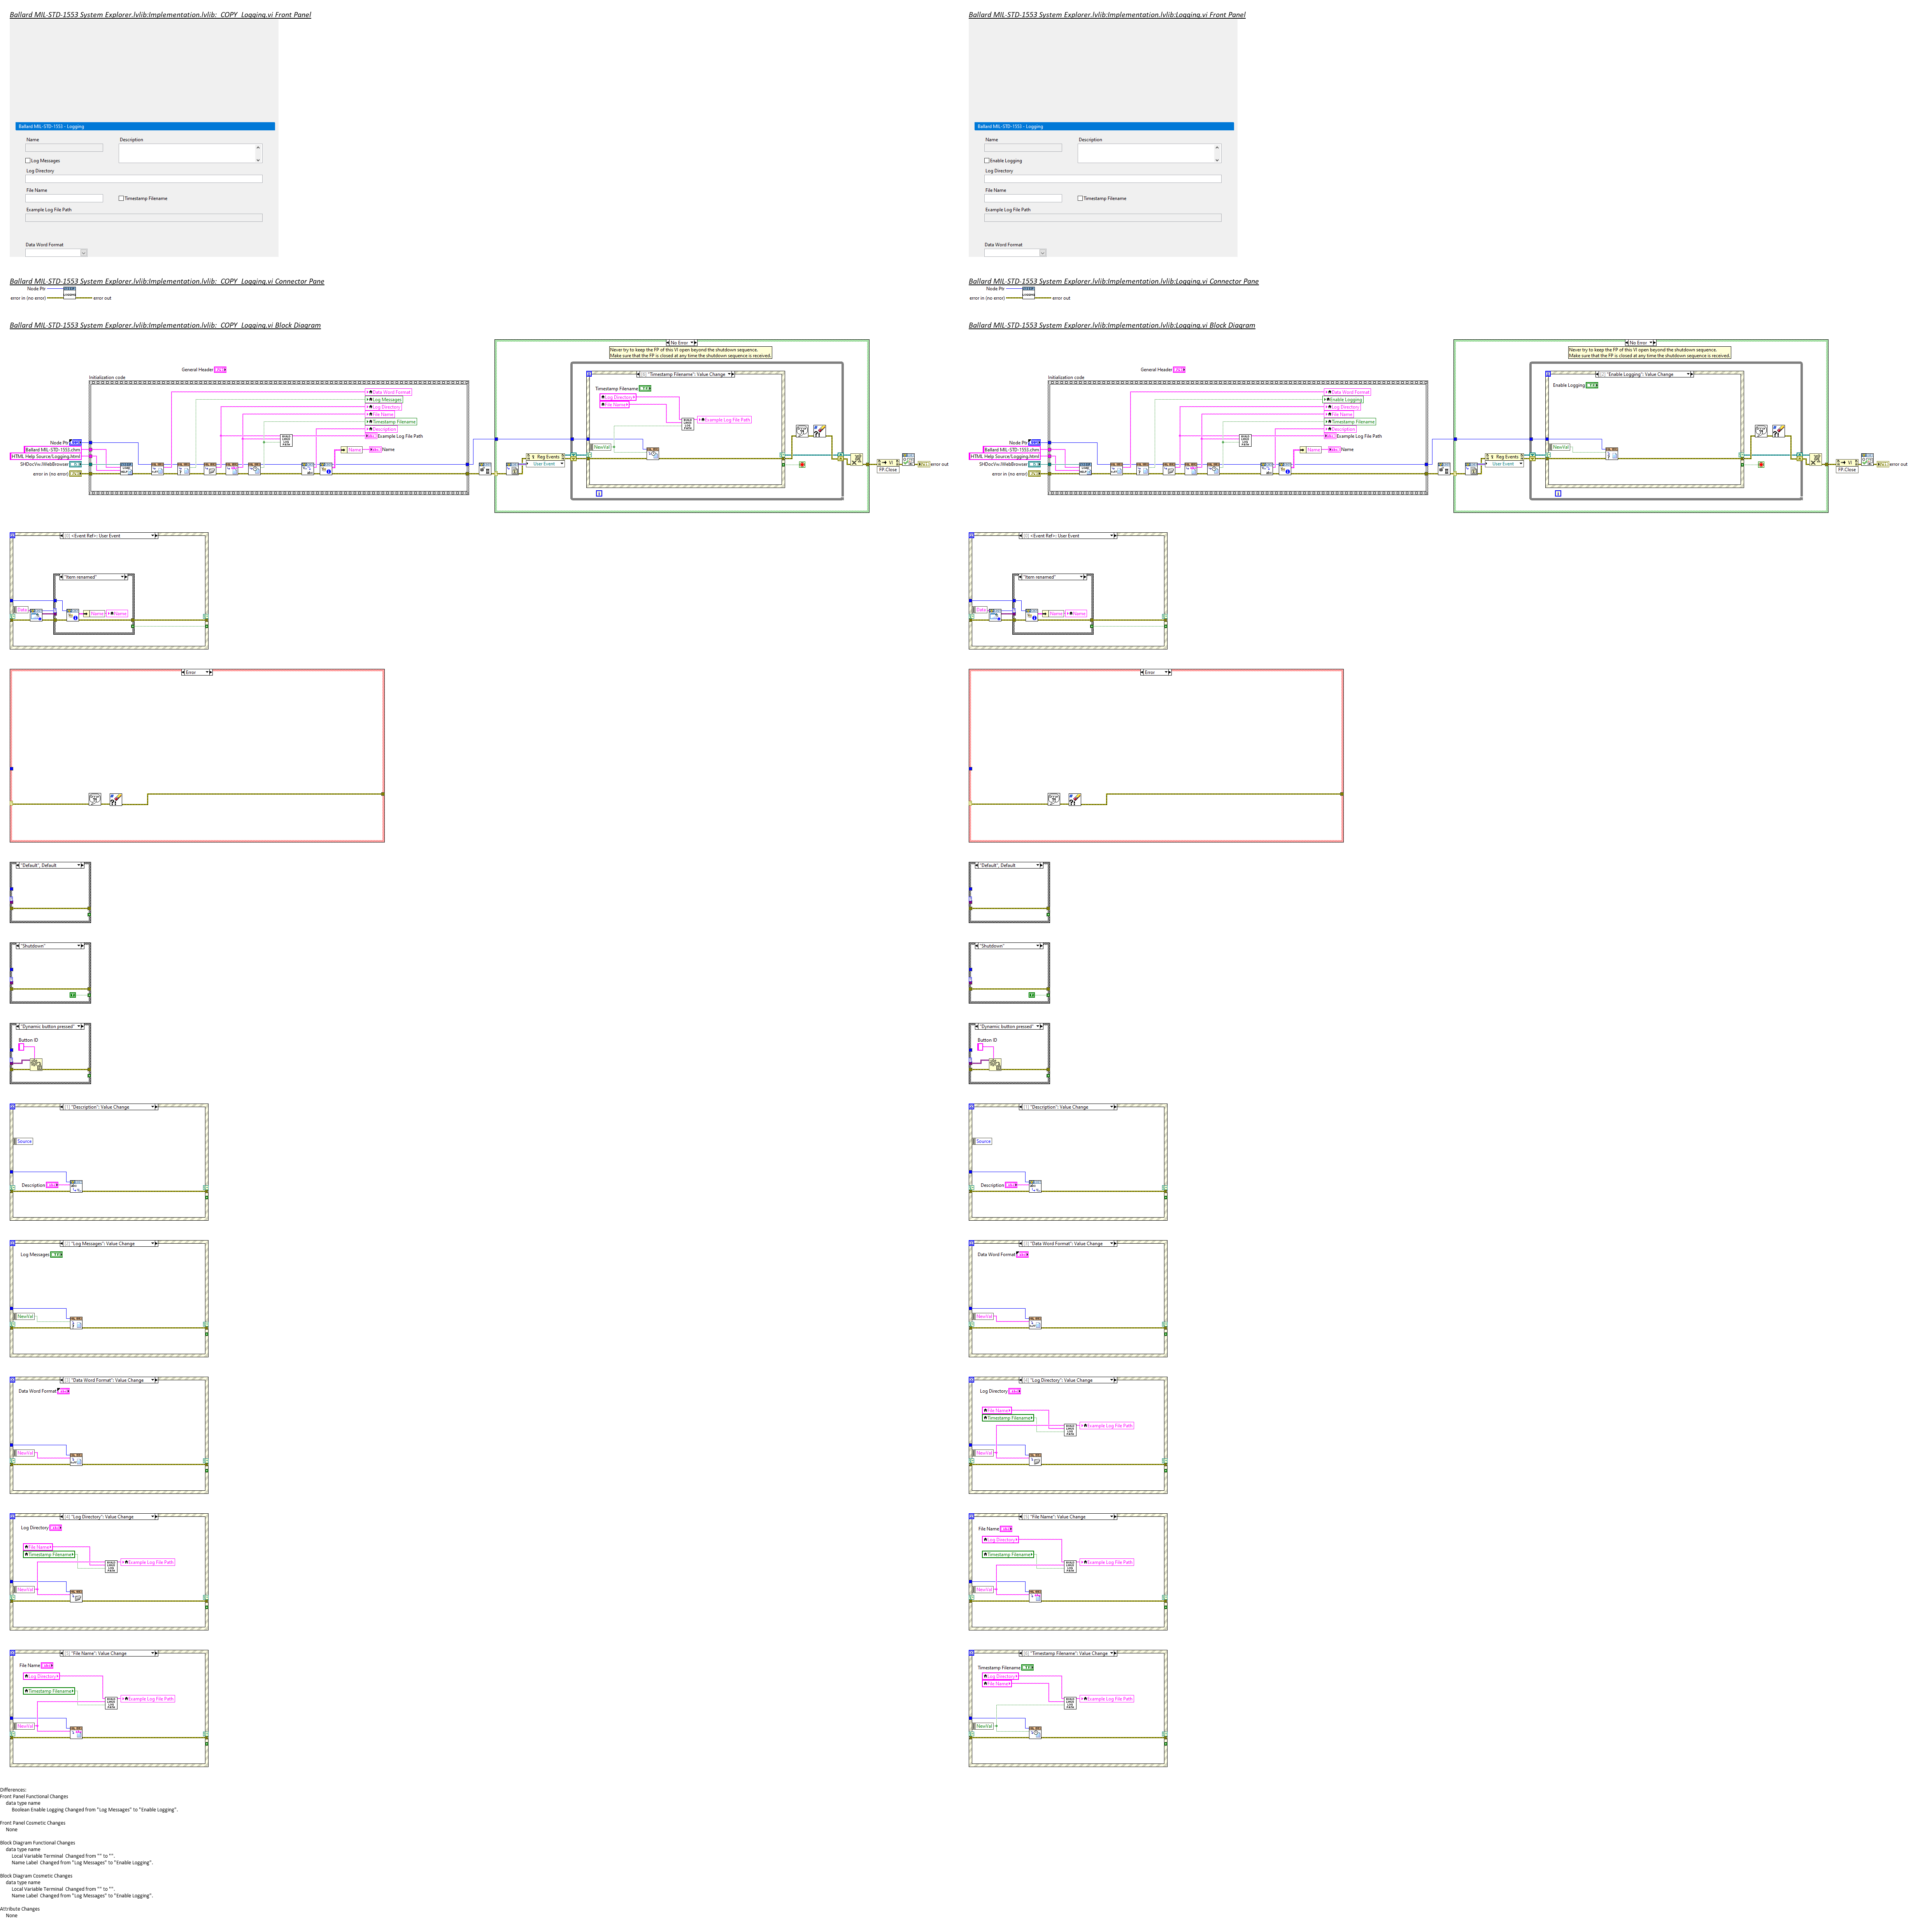 Ballard MIL-STD-1553 System Explorer.lvlib:Implementation.lvlib:_COPY_Logging.vi Front Panel
Ballard MIL-STD-1553 - Logging
Name
Description
Log Messages
Log Directory
File Name
Timestamp Filename
Example Log File Path
Data Word Format
Ballard MIL-STD-1553 System Explorer.lvlib:Implementation.lvlib:_COPY_Logging.vi Connector Pane
Node Ptr
error in (no error)
error out
Ballard MIL-STD-1553 System Explorer.lvlib:Implementation.lvlib:_COPY_Logging.vi Block Diagram
No Error
Never try to keep the FP of this VI open beyond the shutdown sequence.
Make sure that the FP is closed at any time the shutdown sequence is received.
General Header
Initialization code
Data Word Format
Log Messages
Log Directory
File Name
Timestamp Filename
Description
Example Log File Path
Name
Name
Node Ptr
Ballard MIL-STD-1553.chm
HTML Help Source/Logging.html
SHDocVw.IWebBrowser
error in (no error)
"Timestamp Filename": Value Change
Timestamp Filename
Log Directory
File Name
Example Log File Path
NewVal
Reg Events
User Event
VI
FP.Close
error out
[0] <Event Ref>: User Event
"Item renamed"
Data
Name
Name
Error
"Default", Default
"Shutdown"
"Dynamic button pressed"
Button ID
[1] "Description": Value Change
Source
Description
[2] "Log Messages": Value Change
Log Messages
NewVal
[3] "Data Word Format": Value Change
Data Word Format
NewVal
[4] "Log Directory": Value Change
Log Directory
File Name
Timestamp Filename
Example Log File Path
NewVal
[5] "File Name": Value Change
File Name
Log Directory
Timestamp Filename
Example Log File Path
NewVal
Differences:
Front Panel Functional Changes
data type name
Boolean Enable Logging Changed from "Log Messages" to "Enable Logging".
Front Panel Cosmetic Changes
None
Block Diagram Functional Changes
data type name
Local Variable Terminal Changed from "" to "".
Name Label Changed from "Log Messages" to "Enable Logging".
Block Diagram Cosmetic Changes
data type name
Local Variable Terminal Changed from "" to "".
Name Label Changed from "Log Messages" to "Enable Logging".
Attribute Changes
None
Ballard MIL-STD-1553 System Explorer.lvlib:Implementation.lvlib:Logging.vi Front Panel
Ballard MIL-STD-1553 - Logging
Name
Description
Enable Logging
Log Directory
File Name
Timestamp Filename
Example Log File Path
Data Word Format
Ballard MIL-STD-1553 System Explorer.lvlib:Implementation.lvlib:Logging.vi Connector Pane
Node Ptr
error in (no error)
error out
Ballard MIL-STD-1553 System Explorer.lvlib:Implementation.lvlib:Logging.vi Block Diagram
No Error
Never try to keep the FP of this VI open beyond the shutdown sequence.
Make sure that the FP is closed at any time the shutdown sequence is received.
General Header
Initialization code
Data Word Format
Enable Logging
Log Directory
File Name
Timestamp Filename
Description
Example Log File Path
Name
Name
Node Ptr
Ballard MIL-STD-1553.chm
HTML Help Source/Logging.html
SHDocVw.IWebBrowser
error in (no error)
"Enable Logging": Value Change
Enable Logging
NewVal
Reg Events
User Event
VI
FP.Close
error out
[0] <Event Ref>: User Event
"Item renamed"
Data
Name
Name
Error
"Default", Default
"Shutdown"
"Dynamic button pressed"
Button ID
[1] "Description": Value Change
Source
Description
[3] "Data Word Format": Value Change
Data Word Format
NewVal
[4] "Log Directory": Value Change
Log Directory
File Name
Timestamp Filename
Example Log File Path
NewVal
[5] "File Name": Value Change
File Name
Log Directory
Timestamp Filename
Example Log File Path
NewVal
"Timestamp Filename": Value Change
Timestamp Filename
Log Directory
File Name
Example Log File Path
NewVal